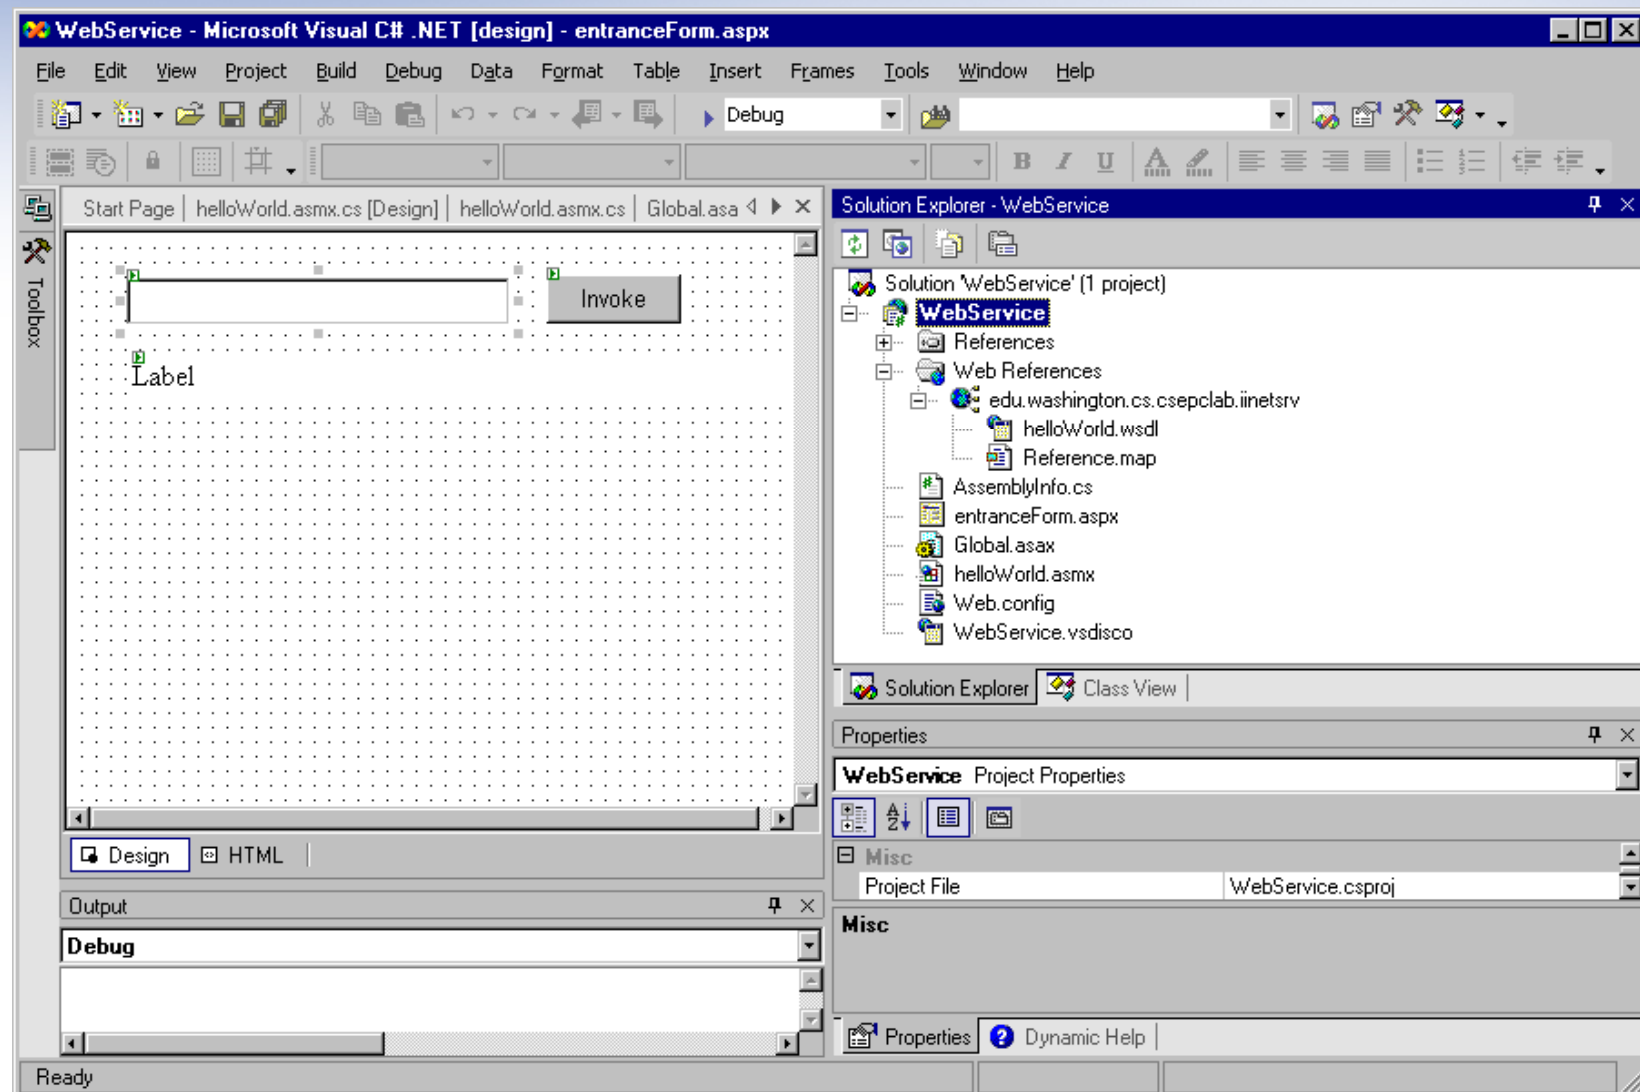 WebService - Microsoft Visual C# .NET [design] - entranceForm.aspx
File Edit View Project Build Debug Data Format Table Insert Frames Tools Window Help
Debug
B I U A
Start Page helloWorld.asmx.cs [Design] helloWorld.asmx.cs Global.asa
Toolbox
Invoke
Label
Design HTML
Output
Debug
Solution Explorer - WebService
Solution 'WebService' (1 project)
WebService
References
Web References
edu.washington.cs.csepclab.iinetsrv
helloWorld.wsdl
Reference.map
AssemblyInfo.cs
entranceForm.aspx
Global.asax
helloWorld.asmx
Web.config
WebService.vsdisco
Solution Explorer Class View
Properties
WebService Project Properties
Misc
Project File WebService.csproj
Misc
Properties Dynamic Help
Ready